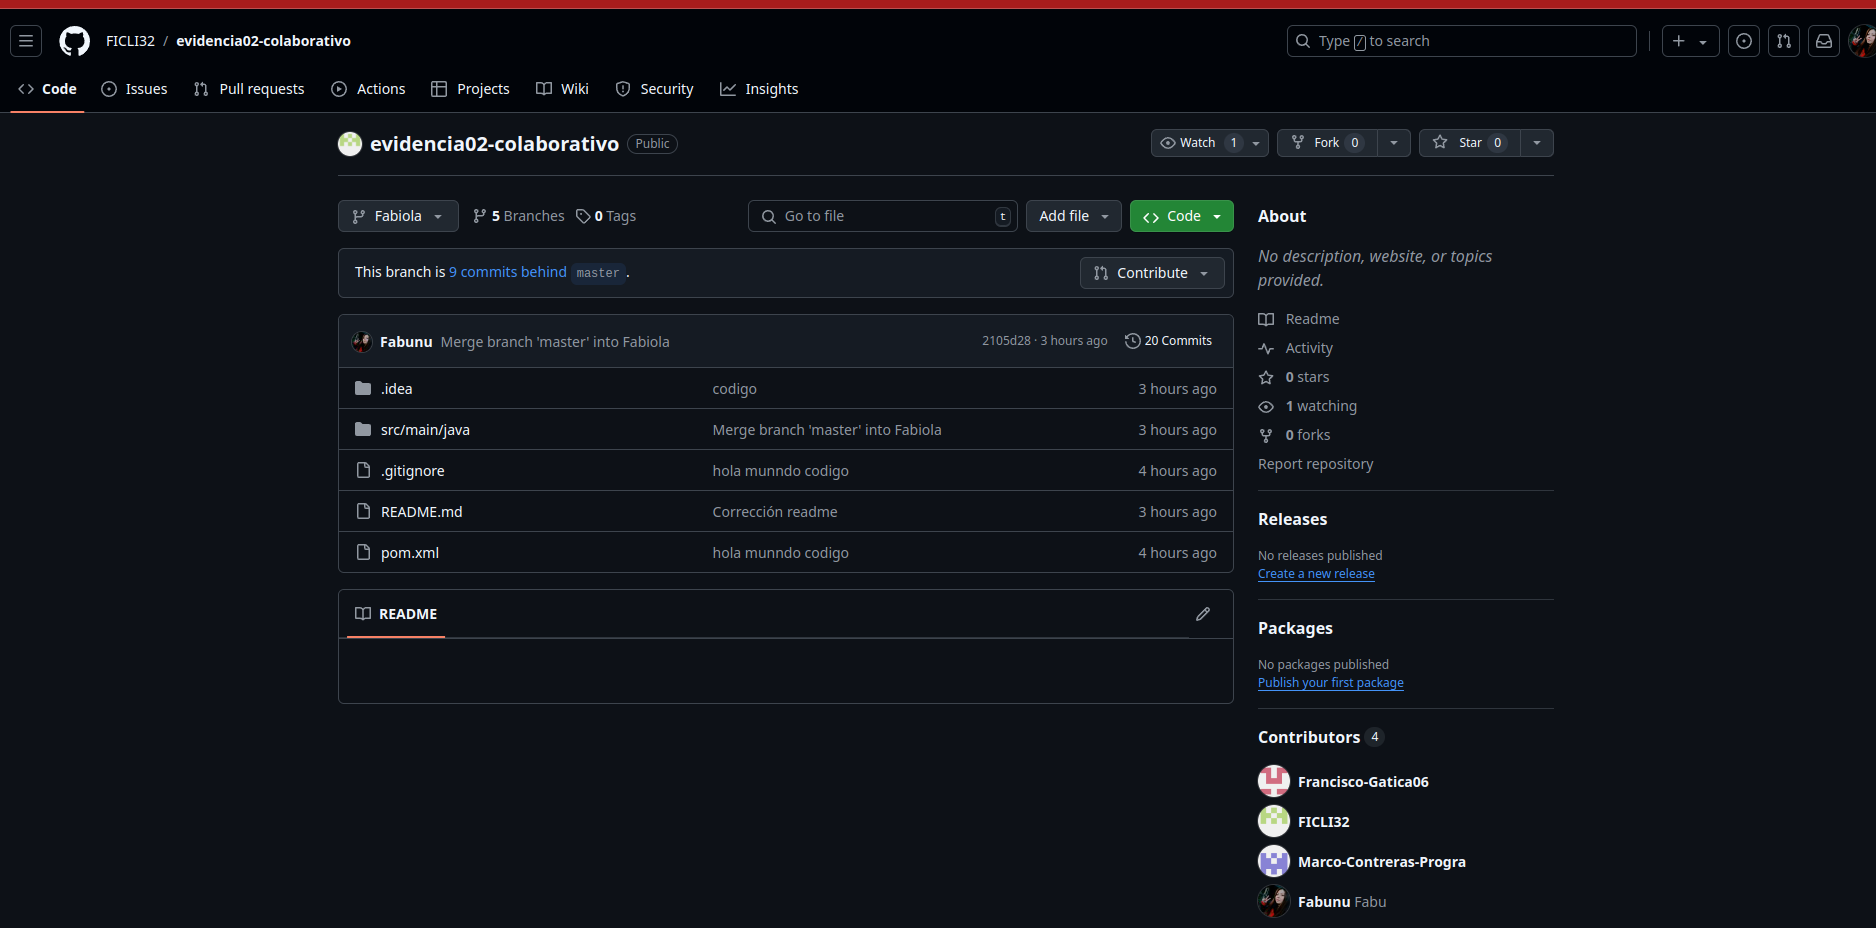 FICLI32 / evidencia02-colaborativo
Type / to search
Code Issues Pull requests Actions Projects Wiki Security Insights
evidencia02-colaborativo Public
Watch 1 Fork 0 Star 0
Fabiola 5 Branches 0 Tags
Go to file t Add file Code
This branch is 9 commits behind master .
Contribute
Fabunu Merge branch 'master' into Fabiola 2105d28 · 3 hours ago 20 Commits
.idea codigo 3 hours ago
src/main/java Merge branch 'master' into Fabiola 3 hours ago
.gitignore hola munndo codigo 4 hours ago
README.md Corrección readme 3 hours ago
pom.xml hola munndo codigo 4 hours ago
README
About
No description, website, or topics
provided.
Readme
Activity
0 stars
1 watching
0 forks
Report repository
Releases
No releases published
Create a new release
Packages
No packages published
Publish your first package
Contributors 4
Francisco-Gatica06
FICLI32
Marco-Contreras-Progra
Fabunu Fabu